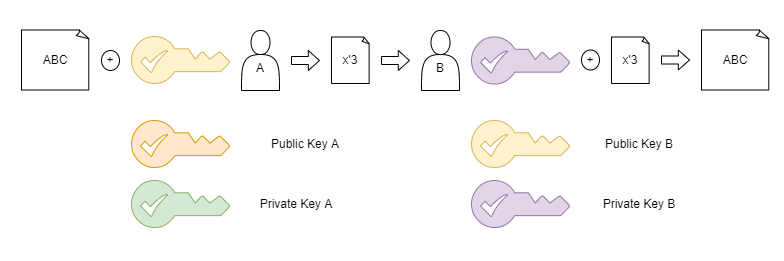 ABC
+
A
x'3
B
+
x'3
ABC
Public Key A
Public Key B
Private Key A
Private Key B